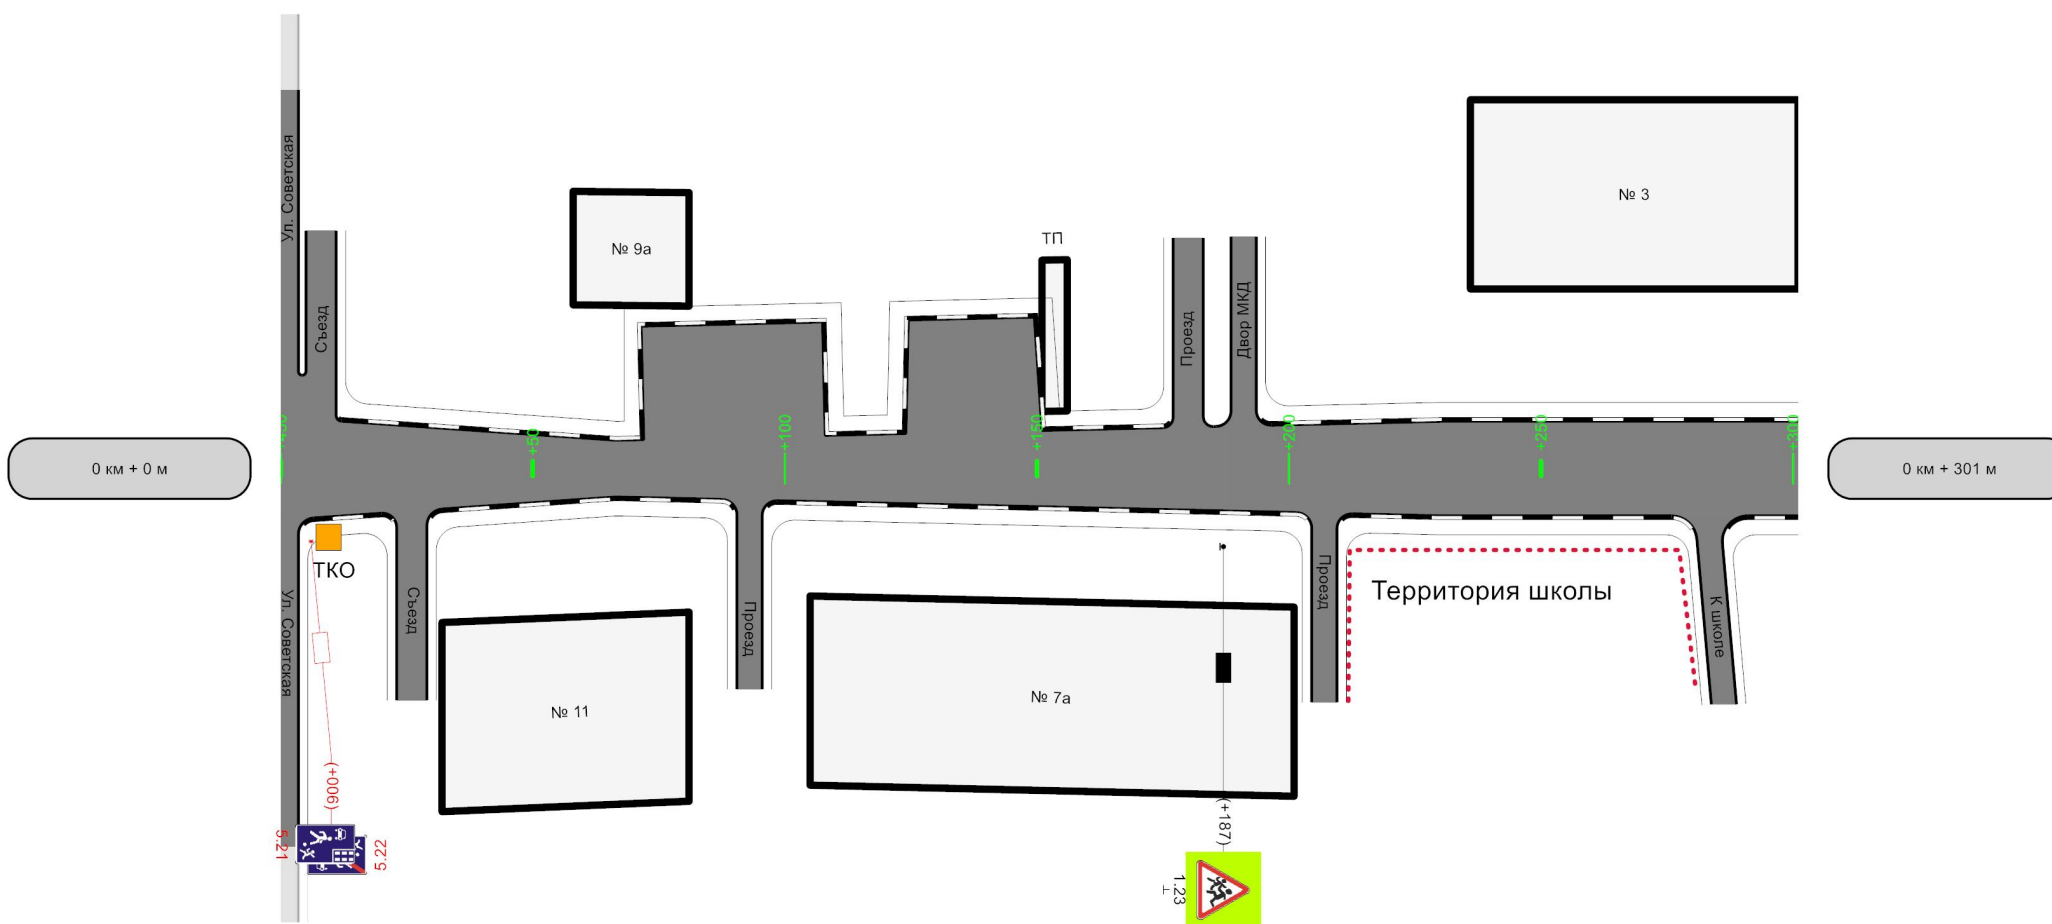 Ул. Советская
Съезд
№ 9а
ТП
Проезд
Двор МКД
№ 3
0 км + 0 м
+50
+100
+150
+200
+250
+300
0 км + 301 м
ТКО
Ул. Советская
Съезд
№ 11
Проезд
№ 7а
Проезд
Территория школы
К школе
(+006)
5.21
5.22
(+187)
1.23